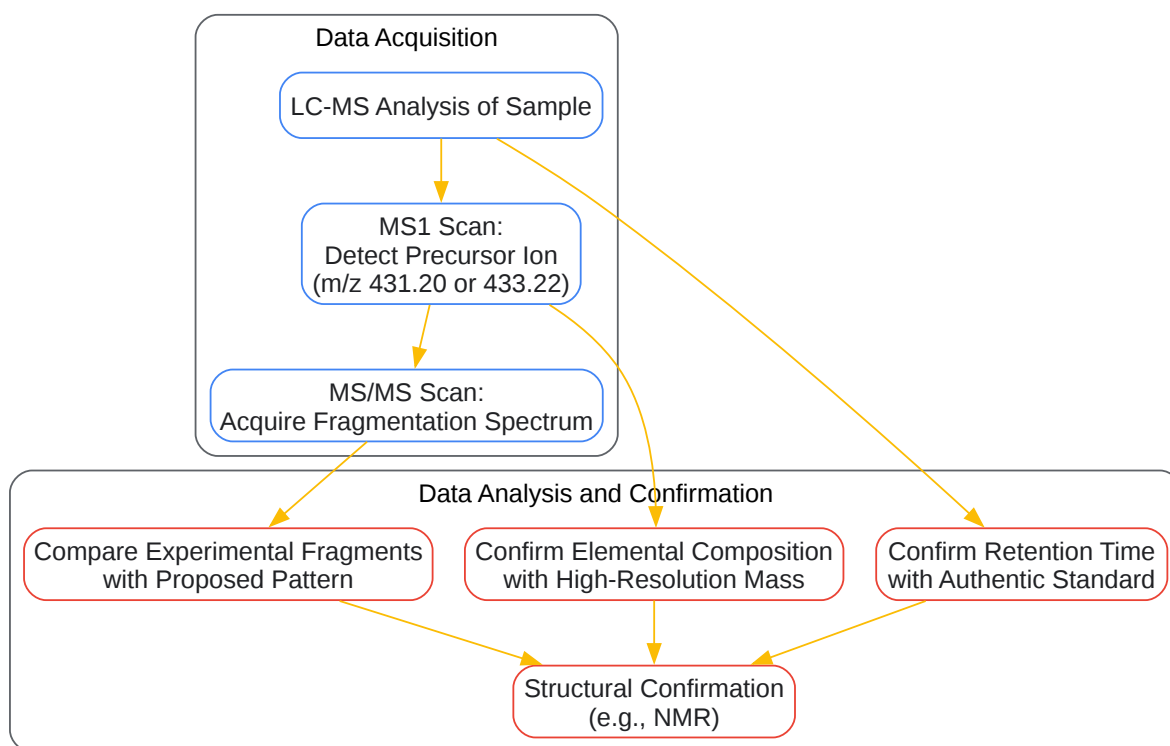 Data Acquisition
LC-MS Analysis of Sample
MS1 Scan:
Detect Precursor Ion
(m/z 431.20 or 433.22)
MS/MS Scan:
Acquire Fragmentation Spectrum
Data Analysis and Confirmation
Compare Experimental Fragments
with Proposed Pattern
Confirm Elemental Composition
with High-Resolution Mass
Confirm Retention Time
with Authentic Standard
Structural Confirmation
(e.g., NMR)